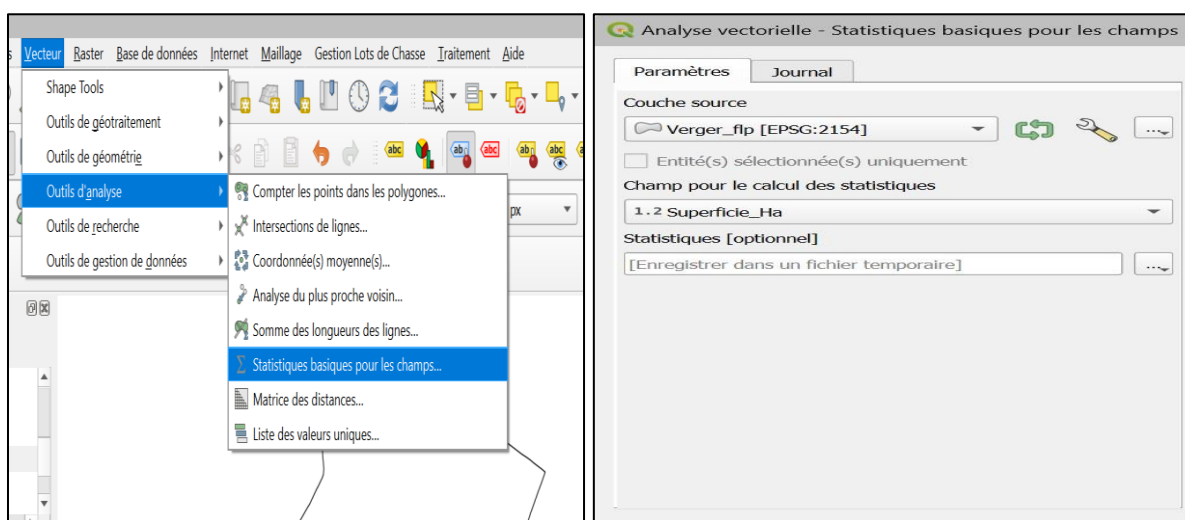 s Vecteur Raster Base de données Internet Maillage Gestion Lots de Chasse Traitement Aide
Shape Tools
Outils de géotraitement
Outils de géométrie
Outils d'analyse
Outils de recherche
Outils de gestion de données
abc ab abc ab abc
px
Compter les points dans les polygones...
Intersections de lignes...
Coordonnée(s) moyenne(s)...
Analyse du plus proche voisin...
Somme des longueurs des lignes...
Σ Statistiques basiques pour les champs...
Matrice des distances...
Liste des valeurs uniques...
Analyse vectorielle - Statistiques basiques pour les champs
Paramètres Journal
Couche source
Verger_flp [EPSG:2154]
...
Entité(s) sélectionnée(s) uniquement
Champ pour le calcul des statistiques
1.2 Superficie_Ha
Statistiques [optionnel]
[Enregistrer dans un fichier temporaire]
...